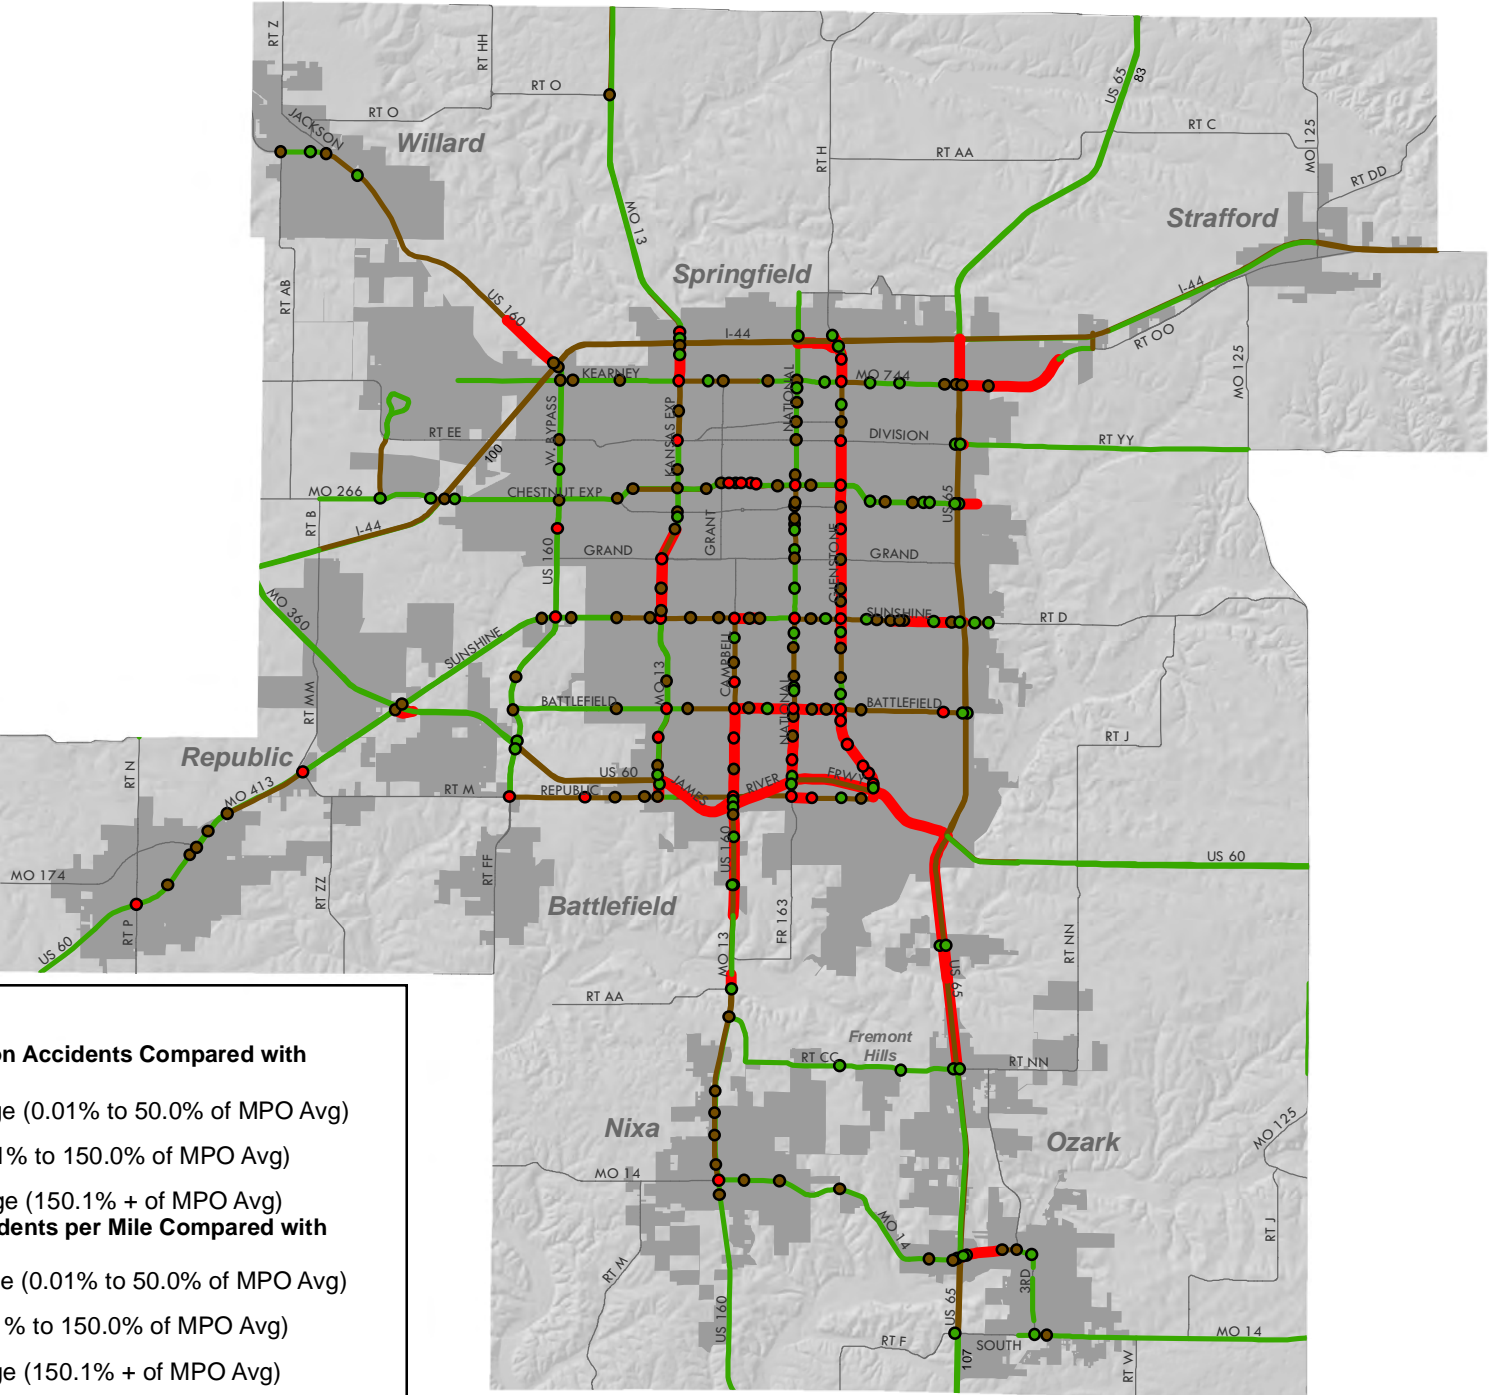 RT Z
RT HH
RT O
RT O
JACKSON
Willard
MO 13
RT H
RT AA
US 65
83
RT C
MO 125
RT DD
Strafford
Springfield
RT AB
US 160
I-44
I-44
RT OO
MO 125
KEARNEY
MO 744
NATIONAL
W. BYPASS
KANSAS EXP
RT EE
DIVISION
RT YY
100
MO 266
CHESTNUT EXP
US 65
RT B
I-44
GRANT
GLENSTONE
US 160
GRAND
GRAND
MO 360
SUNSHINE
RT D
SUNSHINE
CAMPBELL
MO 13
RT MM
BATTLEFIELD
BATTLEFIELD
NATIONAL
RT J
Republic
RT N
US 60
JAMES
RIVER
FRWY
MO 413
RT M
REPUBLIC
US 160
US 60
MO 174
RT FF
RT ZZ
Battlefield
RT P
FR 163
US 60
MO 13
RT NN
US 65
RT AA
on Accidents Compared with
Fremont
Hills
RT CC
RT NN
ge (0.01% to 50.0% of MPO Avg)
Nixa
Ozark
MO 125
1% to 150.0% of MPO Avg)
MO 14
ge (150.1% + of MPO Avg)
idents per Mile Compared with
MO 14
RT J
RT M
ge (0.01% to 50.0% of MPO Avg)
3RD
US 65
1% to 150.0% of MPO Avg)
US 160
RT F
SOUTH
MO 14
107
RT W
ge (150.1% + of MPO Avg)